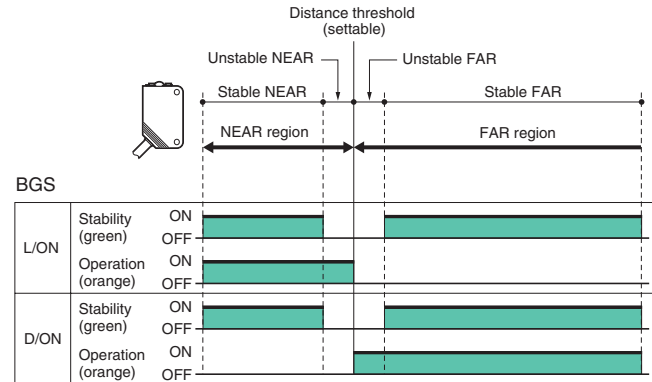 Distance threshold
(settable)
Unstable NEAR
Unstable FAR
Stable NEAR
Stable FAR
NEAR region
FAR region
BGS
L/ON
Stability
(green)
ON
OFF
Operation
(orange)
ON
OFF
D/ON
Stability
(green)
ON
OFF
Operation
(orange)
ON
OFF